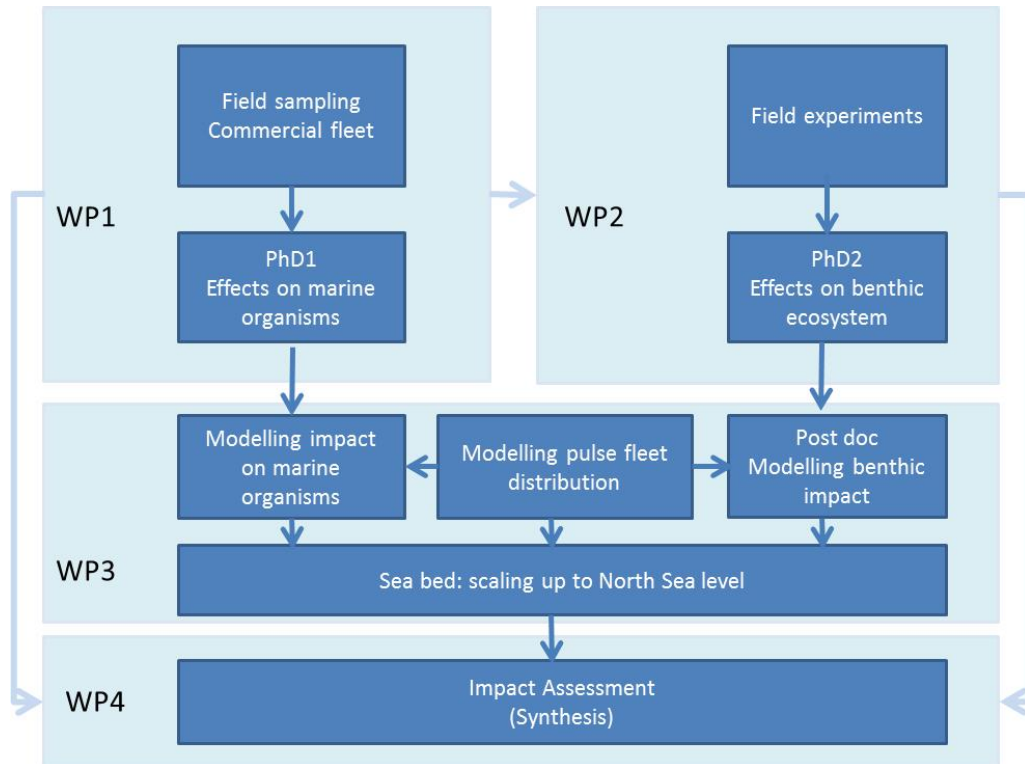 Field sampling
Commercial fleet
Field experiments
WP1
WP2
PhD1
Effects on marine
organisms
PhD2
Effects on benthic
ecosystem
Modelling impact
on marine
organisms
Modelling pulse fleet
distribution
Post doc
Modelling benthic
impact
WP3
Sea bed: scaling up to North Sea level
WP4
Impact Assessment
(Synthesis)